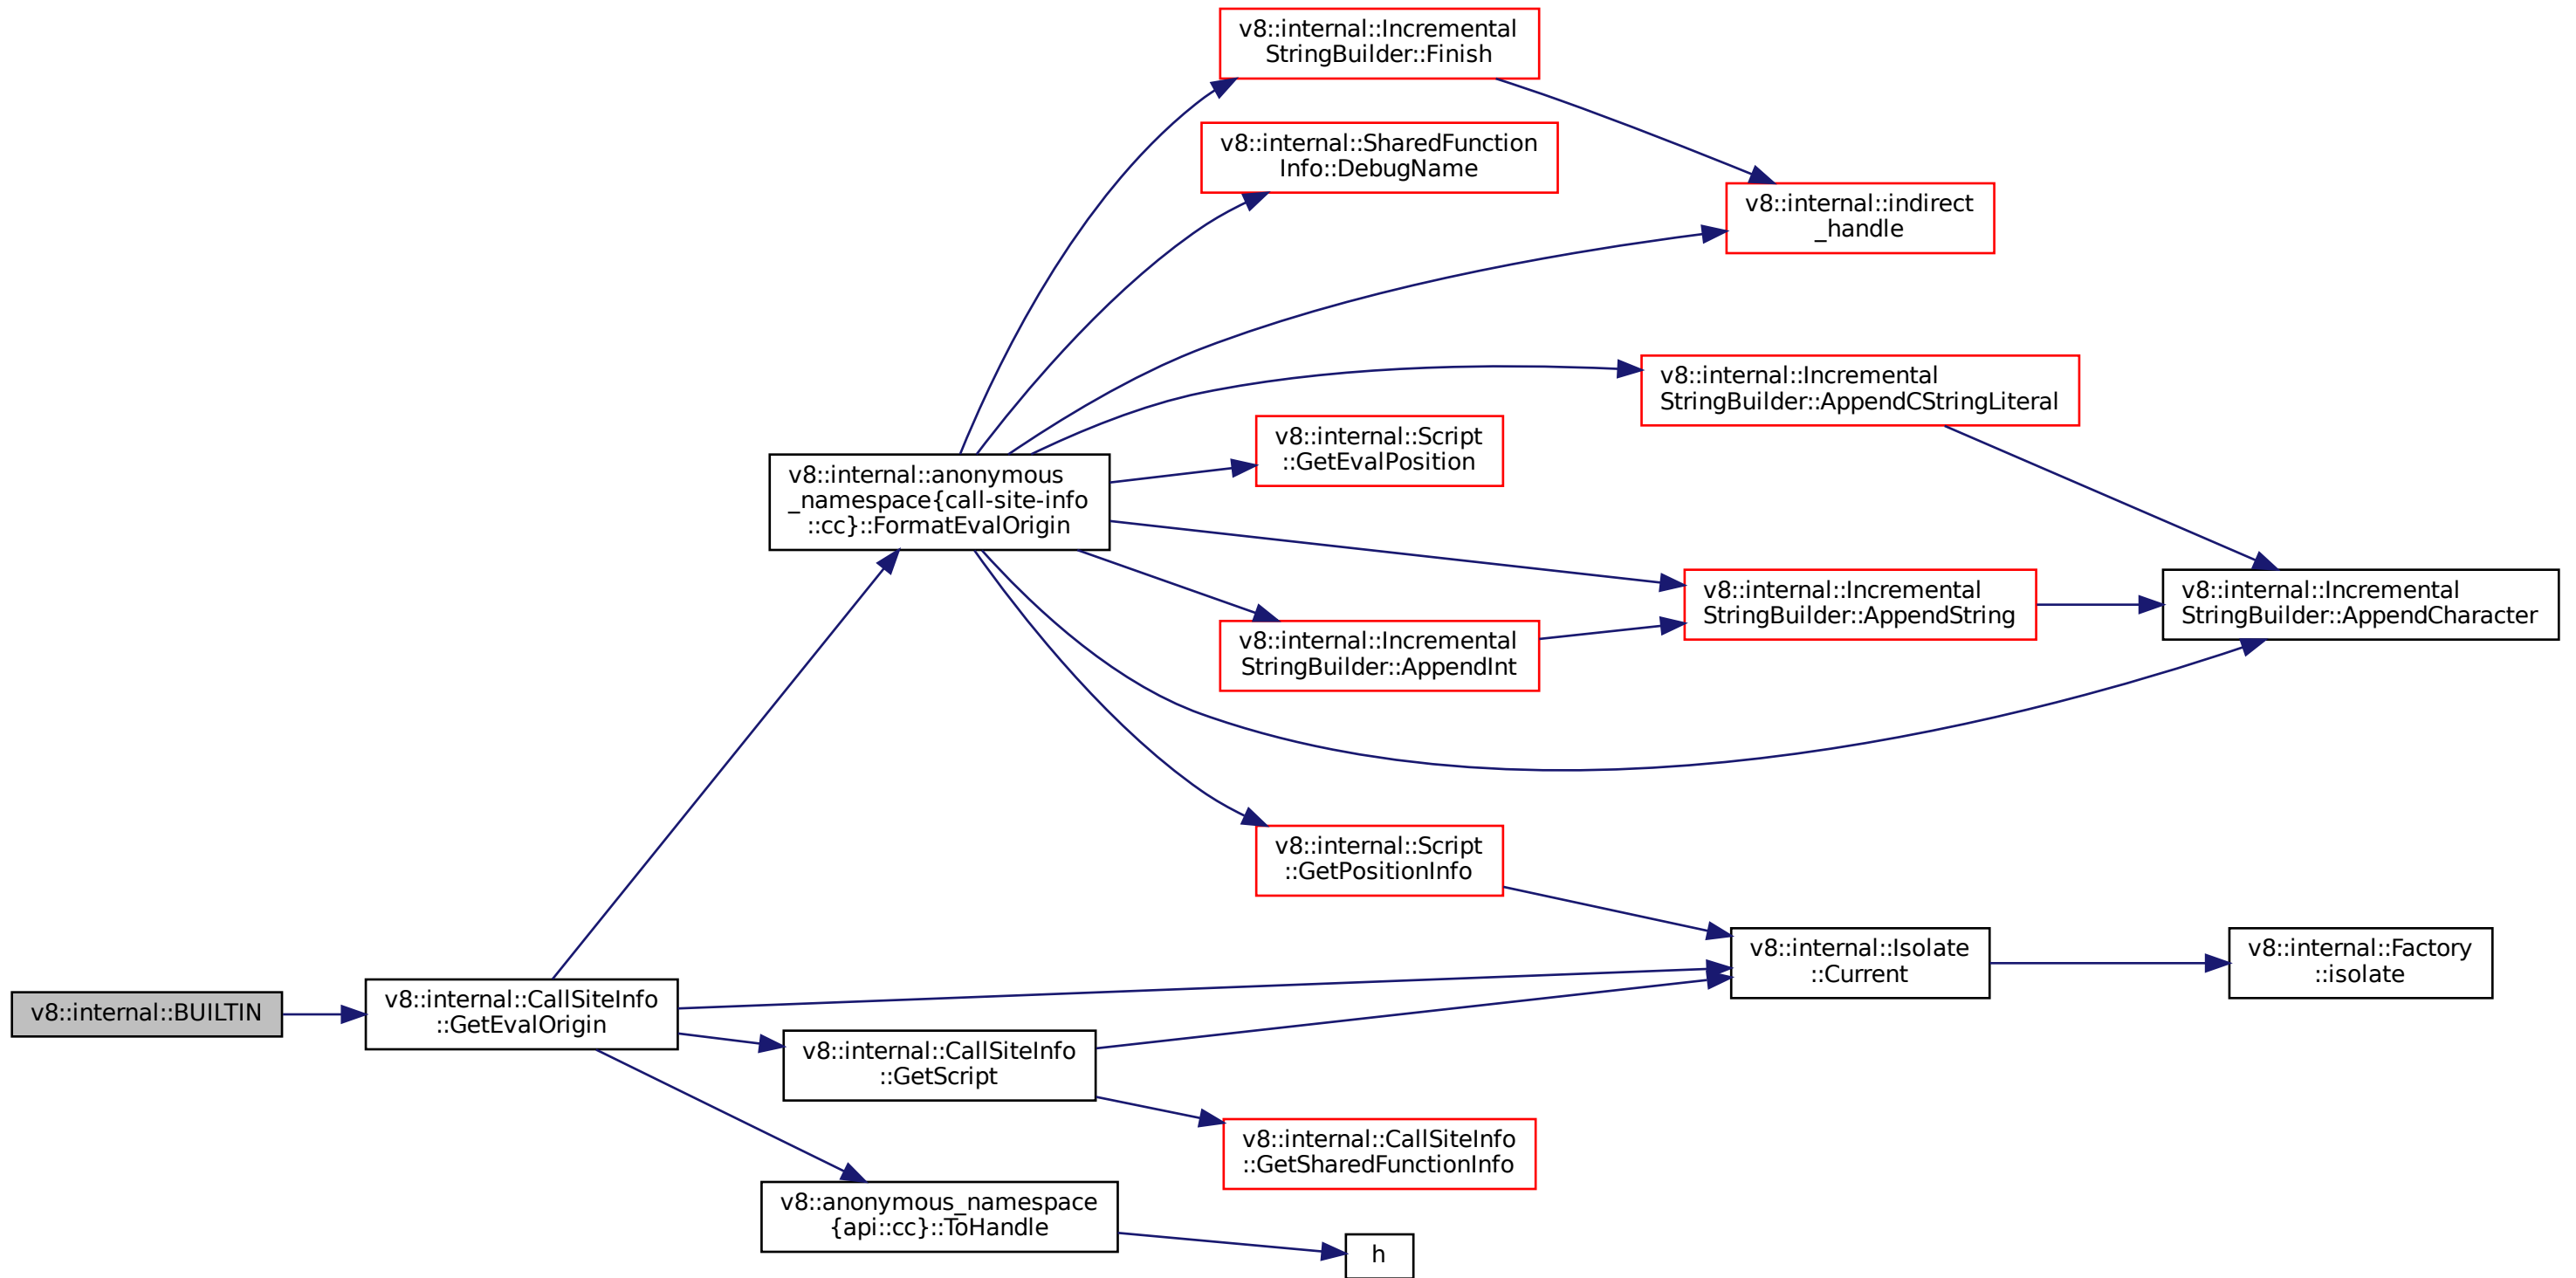 v8::internal::Incremental
StringBuilder::Finish
v8::internal::SharedFunction
Info::DebugName
v8::internal::indirect
_handle
v8::internal::Incremental
StringBuilder::AppendCStringLiteral
v8::internal::Script
::GetEvalPosition
v8::internal::anonymous
_namespace{call-site-info
::cc}::FormatEvalOrigin
v8::internal::Incremental
StringBuilder::AppendString
v8::internal::Incremental
StringBuilder::AppendCharacter
v8::internal::Incremental
StringBuilder::AppendInt
v8::internal::Script
::GetPositionInfo
v8::internal::Isolate
::Current
v8::internal::Factory
::isolate
v8::internal::BUILTIN
v8::internal::CallSiteInfo
::GetEvalOrigin
v8::internal::CallSiteInfo
::GetScript
v8::internal::CallSiteInfo
::GetSharedFunctionInfo
v8::anonymous_namespace
{api::cc}::ToHandle
h